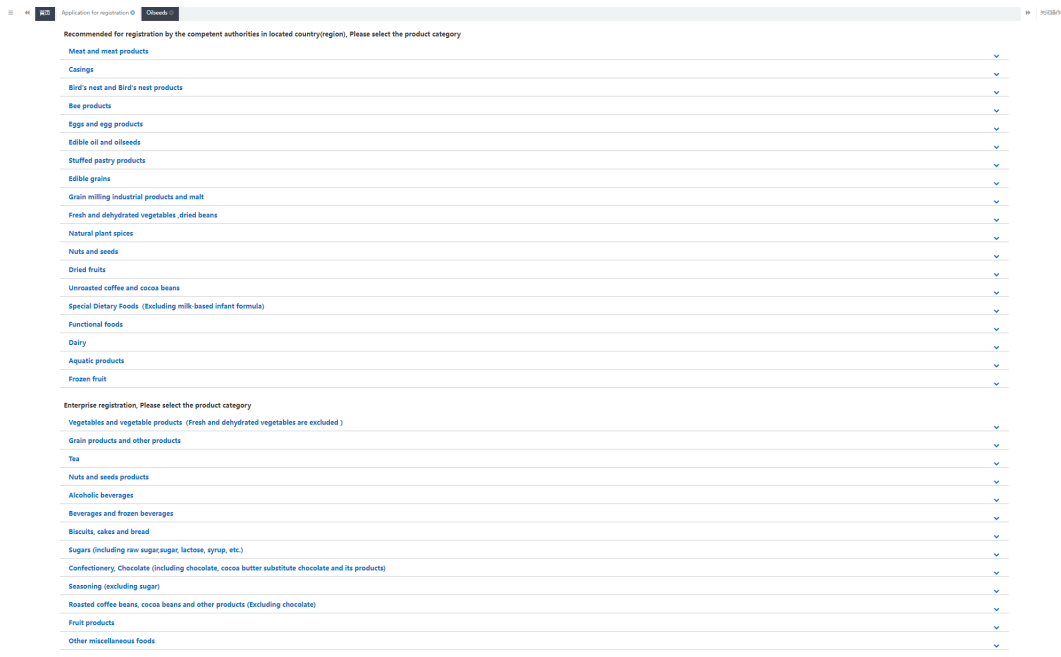 首页 Application for registration Oilseeds 关闭操作
Recommended for registration by the competent authorities in located country(region), Please select the product category
Meat and meat products
Casings
Bird's nest and Bird's nest products
Bee products
Eggs and egg products
Edible oil and oilseeds
Stuffed pastry products
Edible grains
Grain milling industrial products and malt
Fresh and dehydrated vegetables ,dried beans
Natural plant spices
Nuts and seeds
Dried fruits
Unroasted coffee and cocoa beans
Special Dietary Foods (Excluding milk-based infant formula)
Functional foods
Dairy
Aquatic products
Frozen fruit
Enterprise registration, Please select the product category
Vegetables and vegetable products (Fresh and dehydrated vegetables are excluded )
Grain products and other products
Tea
Nuts and seeds products
Alcoholic beverages
Beverages and frozen beverages
Biscuits, cakes and bread
Sugars (including raw sugar,sugar, lactose, syrup, etc.)
Confectionery, Chocolate (including chocolate, cocoa butter substitute chocolate and its products)
Seasoning (excluding sugar)
Roasted coffee beans, cocoa beans and other products (Excluding chocolate)
Fruit products
Other miscellaneous foods